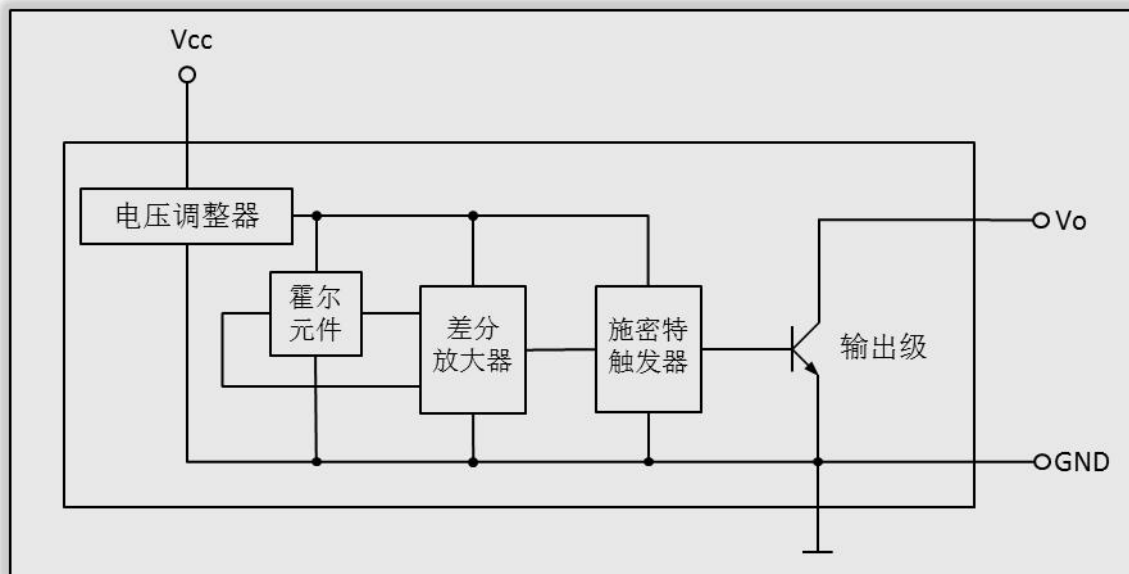 Vcc
电压调整器
Vo
霍尔
元件
差分
放大器
施密特
触发器
输出级
GND